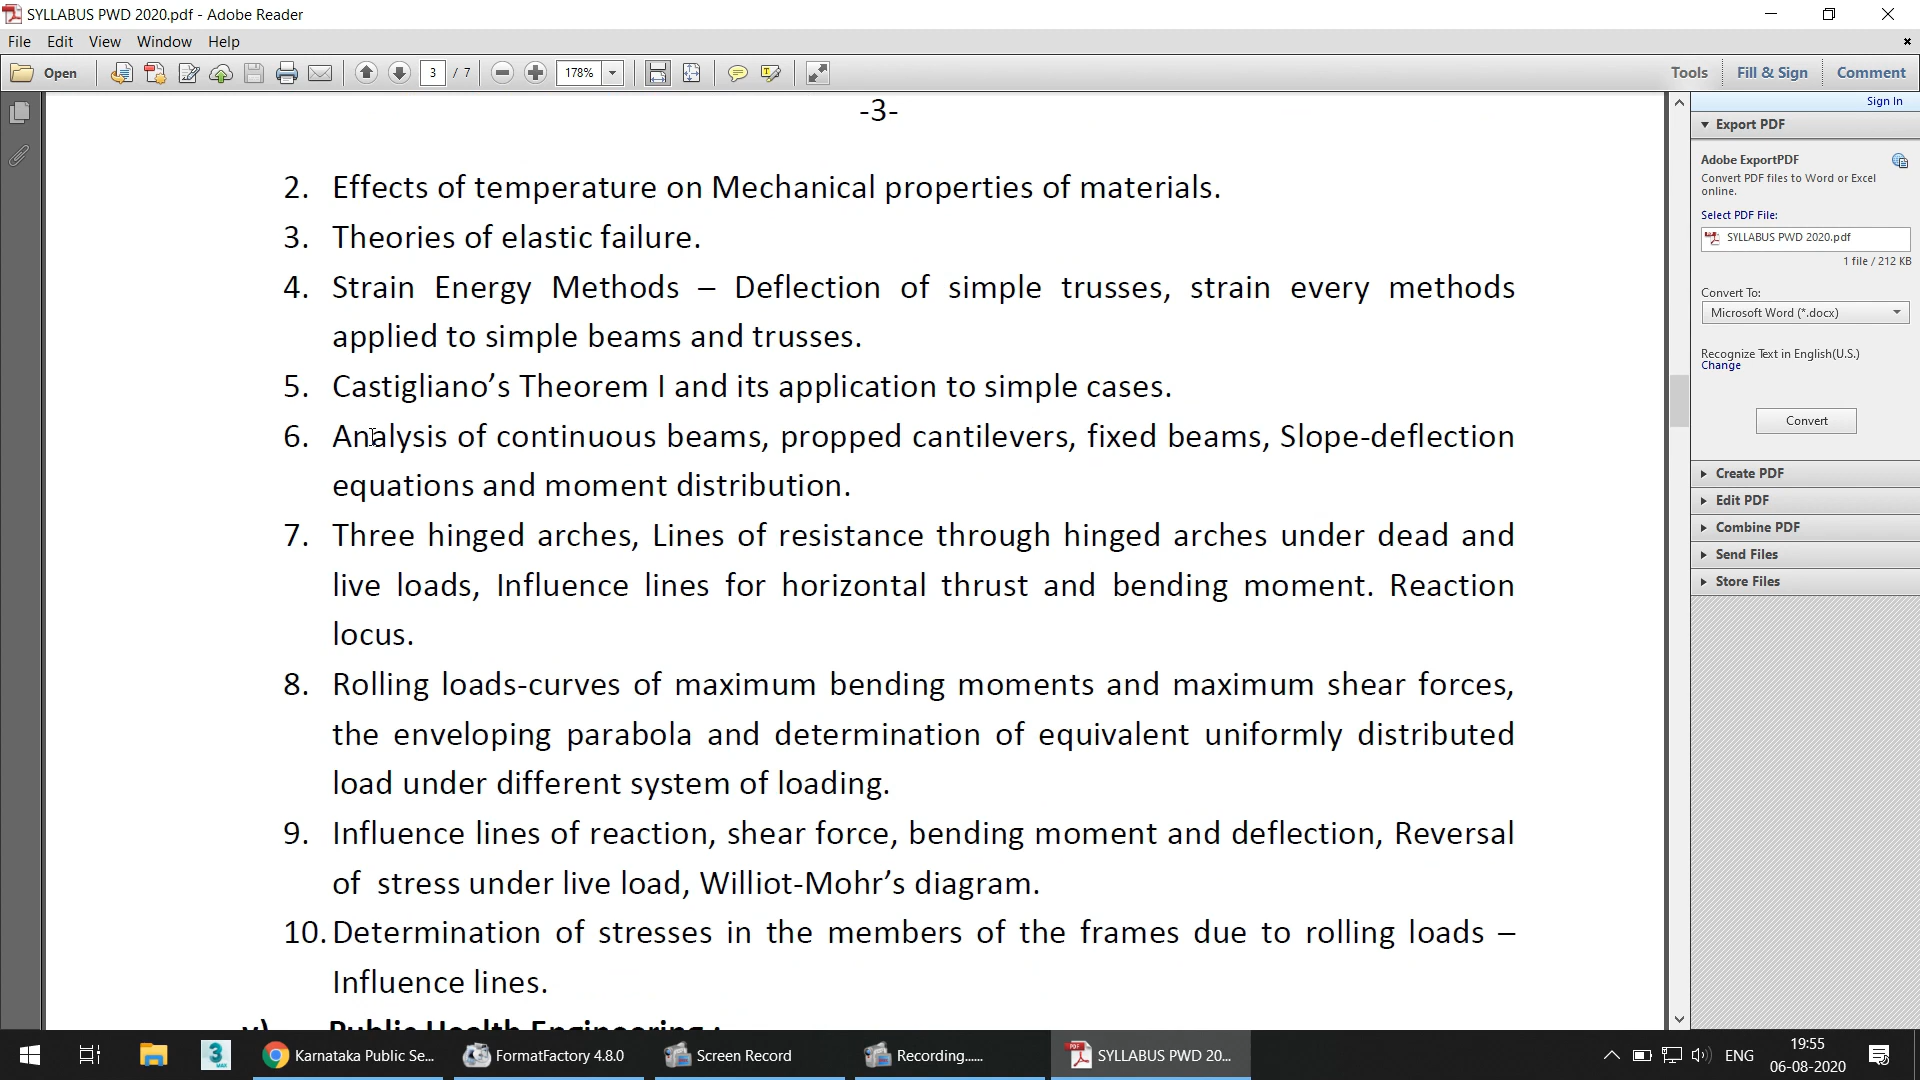 SYLLABUS PWD 2020.pdf - Adobe Reader
File Edit View Window Help
Open 3 / 7 178% Tools Fill & Sign Comment
Sign In
-3-
2. Effects of temperature on Mechanical properties of materials.
3. Theories of elastic failure.
4. Strain Energy Methods – Deflection of simple trusses, strain every methods
applied to simple beams and trusses.
5. Castigliano’s Theorem I and its application to simple cases.
6. Analysis of continuous beams, propped cantilevers, fixed beams, Slope-deflection
equations and moment distribution.
7. Three hinged arches, Lines of resistance through hinged arches under dead and
live loads, Influence lines for horizontal thrust and bending moment. Reaction
locus.
8. Rolling loads-curves of maximum bending moments and maximum shear forces,
the enveloping parabola and determination of equivalent uniformly distributed
load under different system of loading.
9. Influence lines of reaction, shear force, bending moment and deflection, Reversal
of stress under live load, Williot-Mohr’s diagram.
10. Determination of stresses in the members of the frames due to rolling loads –
Influence lines.
v) Public Health Engineering :
Export PDF
Adobe ExportPDF
Convert PDF files to Word or Excel
online.
Select PDF File:
SYLLABUS PWD 2020.pdf
1 file / 212 KB
Convert To:
Microsoft Word (*.docx)
Recognize Text in English(U.S.)
Change
Convert
Create PDF
Edit PDF
Combine PDF
Send Files
Store Files
Karnataka Public Se... FormatFactory 4.8.0 Screen Record Recording...... SYLLABUS PWD 20... ENG
19:55
06-08-2020